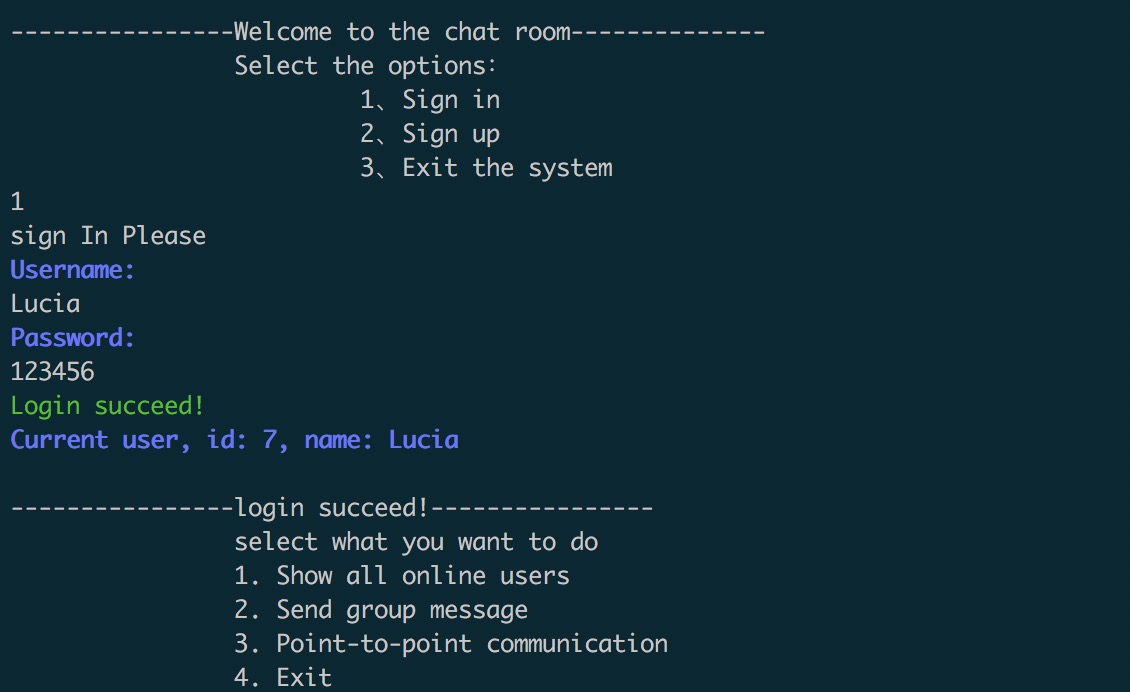 ----------------Welcome to the chat room--------------
Select the options:
1、Sign in
2、Sign up
3、Exit the system
1
sign In Please
Username:
Lucia
Password:
123456
Login succeed!
Current user, id: 7, name: Lucia
----------------login succeed!----------------
select what you want to do
1. Show all online users
2. Send group message
3. Point-to-point communication
4. Exit